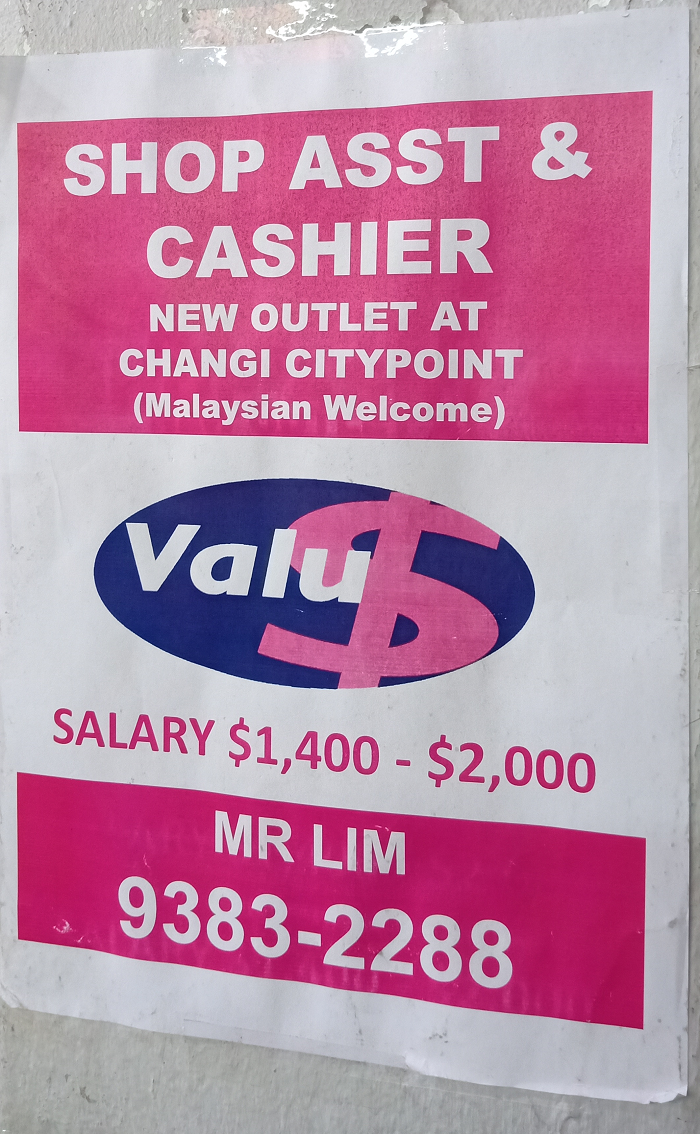 SHOP ASST &
CASHIER
NEW OUTLET AT
CHANGI CITYPOINT
(Malaysian Welcome)
Valu$
SALARY $1,400 - $2,000
MR LIM
9383-2288